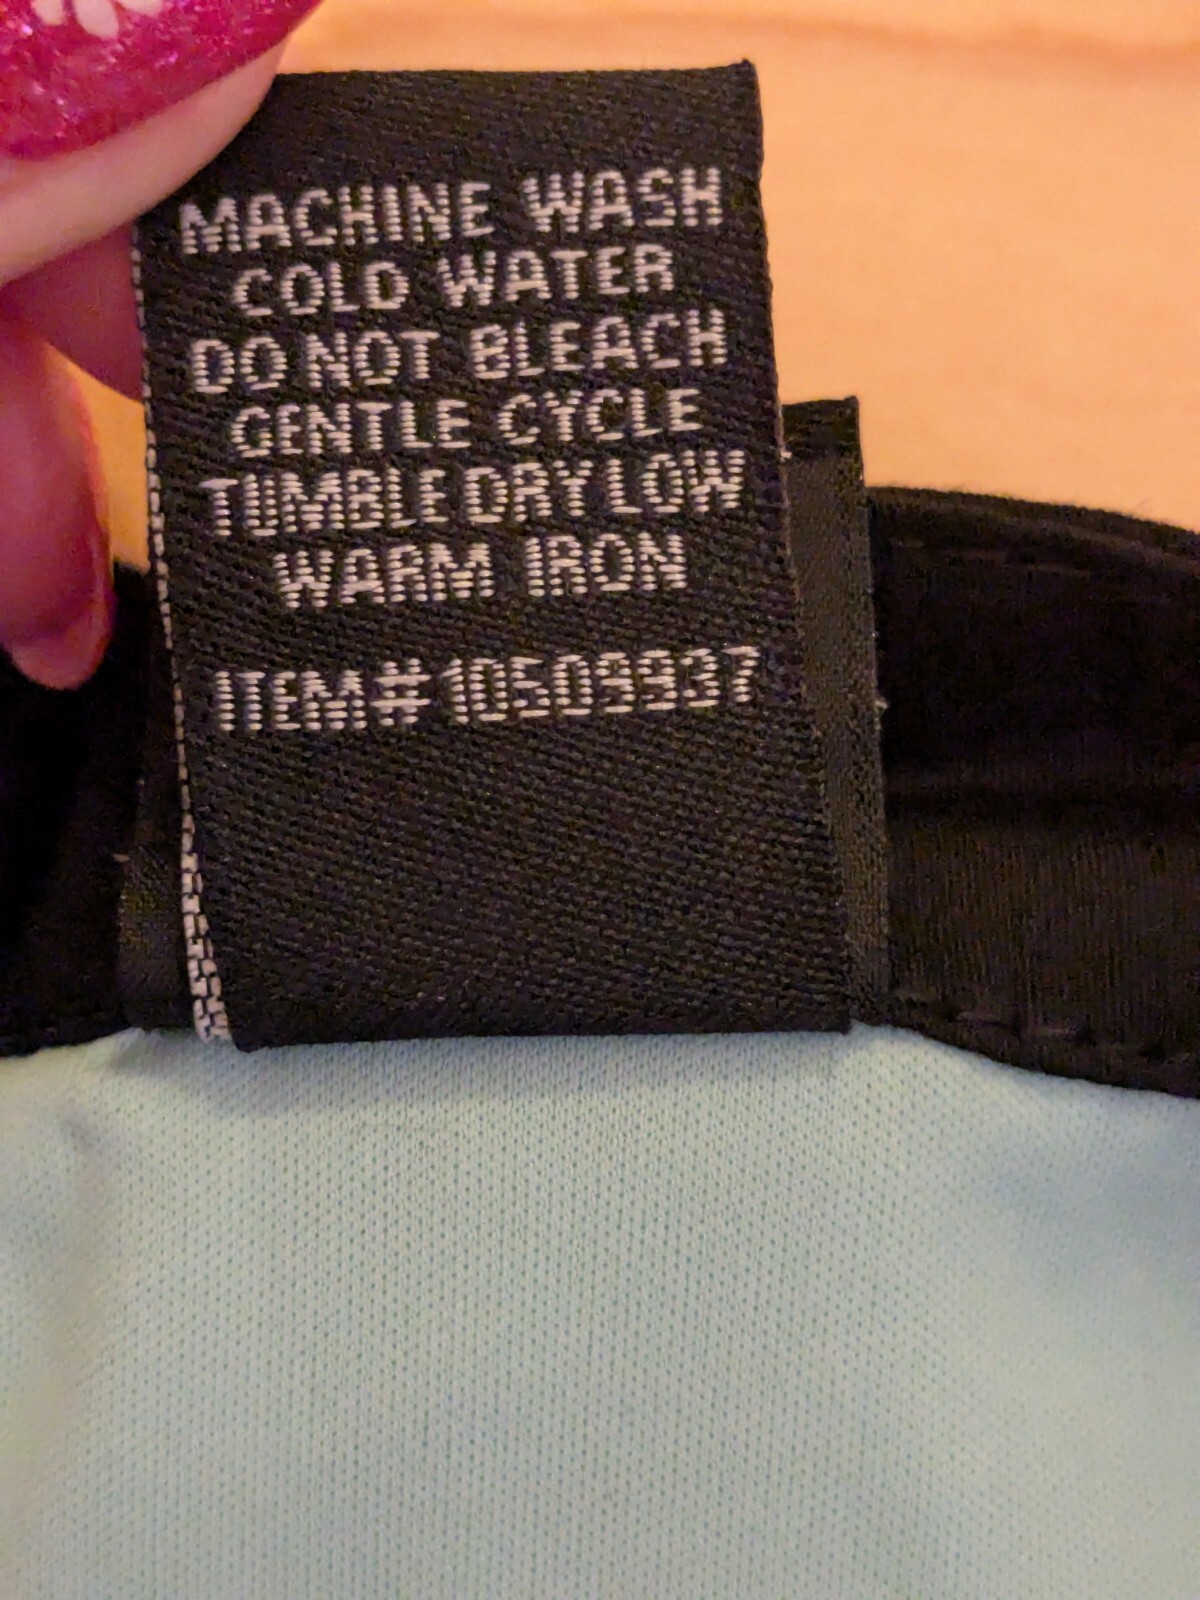 MACHINE WASH
COLD WATER
DO NOT BLEACH
GENTLE CYCLE
TUMBLE DRY LOW
WARM IRON
ITEM#10509937